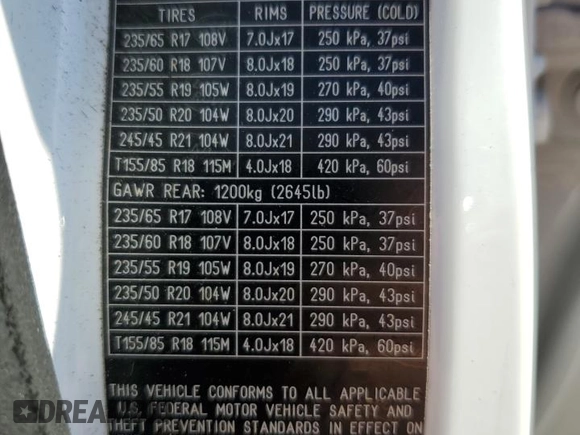 TIRES RIMS PRESSURE (COLD)
235/65 R17 108V 7.0Jx17 250 kPa, 37psi
235/60 R18 107V 8.0Jx18 250 kPa, 37psi
235/55 R19 105W 8.0Jx19 270 kPa, 40psi
235/50 R20 104W 8.0Jx20 290 kPa, 43psi
245/45 R21 104W 8.0Jx21 290 kPa, 43psi
T155/85 R18 115M 4.0Jx18 420 kPa, 60psi
GAWR REAR: 1200kg (2645lb)
235/65 R17 108V 7.0Jx17 250 kPa, 37psi
235/60 R18 107V 8.0Jx18 250 kPa, 37psi
235/55 R19 105W 8.0Jx19 270 kPa, 40psi
235/50 R20 104W 8.0Jx20 290 kPa, 43psi
245/45 R21 104W 8.0Jx21 290 kPa, 43psi
T155/85 R18 115M 4.0Jx18 420 kPa, 60psi
THIS VEHICLE CONFORMS TO ALL APPLICABLE
U.S. FEDERAL MOTOR VEHICLE SAFETY AND
THEFT PREVENTION STANDARDS IN EFFECT ON